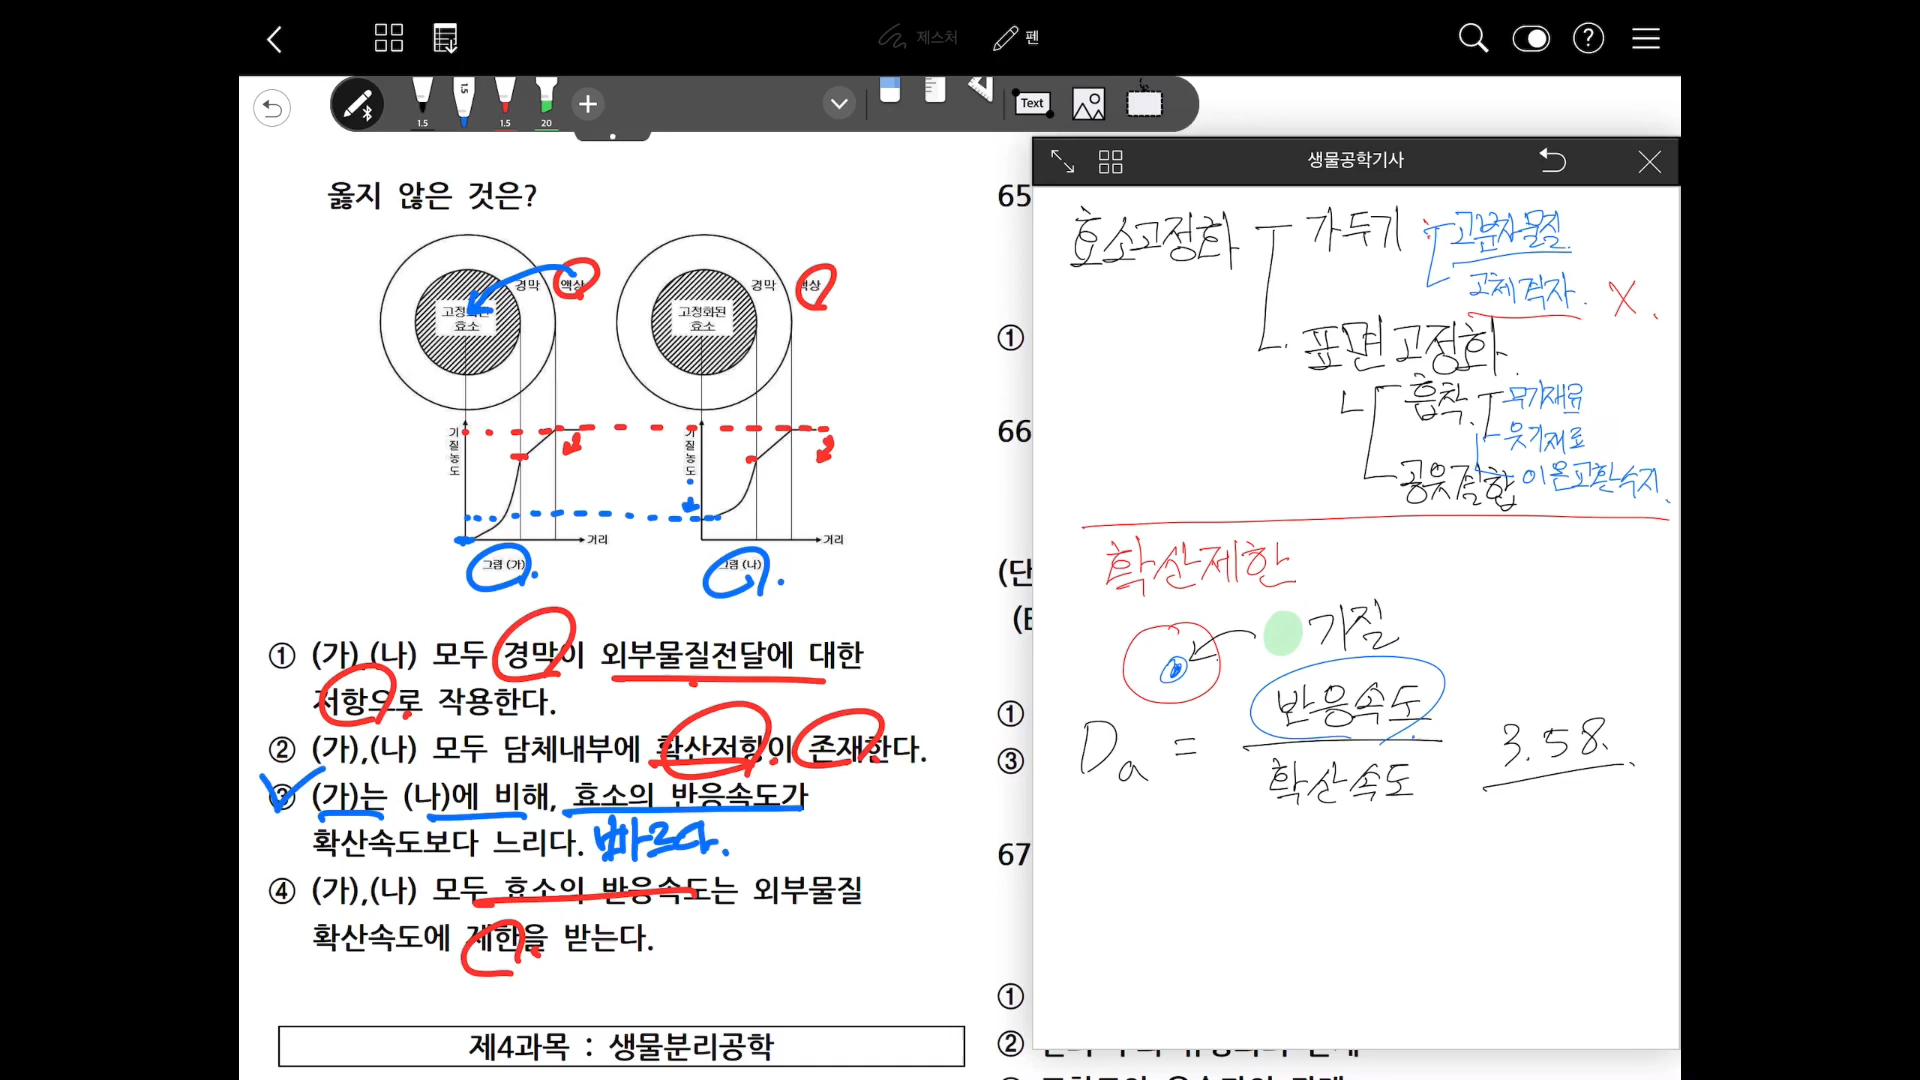 제스처 펜
1.5 1.5 1.5 20 Text
옳지 않은 것은?
경막 액상
고정화된
효소
경막 액상
고정화된
효소
기질농도
거리
그림 (가)
기질농도
거리
그림 (나)
① (가),(나) 모두 경막이 외부물질전달에 대한
저항으로 작용한다.
② (가),(나) 모두 담체내부에 확산저항이 존재한다.
③ (가)는 (나)에 비해, 효소의 반응속도가
확산속도보다 느리다. 빠르다.
④ (가),(나) 모두 효소의 반응속도는 외부물질
확산속도에 제한을 받는다.
제4과목 : 생물분리공학
65
①
66
(단
①
③
67
①
②
생물공학기사
효소고정화 가두기 고분자물질
고체격자. X.
표면고정화.
흡착. 무기재류
유기재료
공유결합 이온교환수지.
확산제한
기질
Da = 반응속도 / 확산속도 3.58.